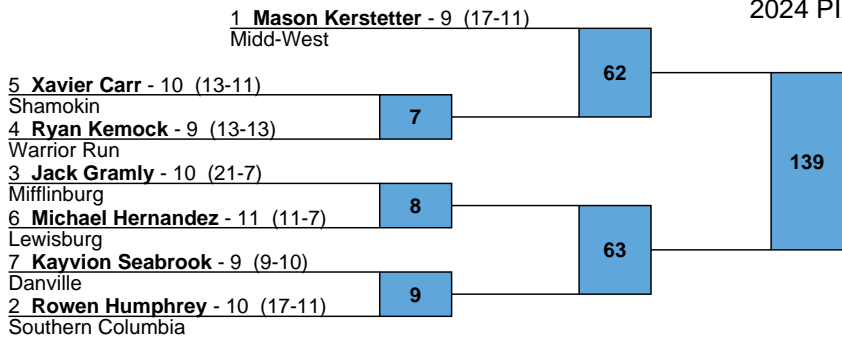 2024 PI
1 Mason Kerstetter - 9 (17-11)
Midd-West
62
5 Xavier Carr - 10 (13-11)
Shamokin
7
4 Ryan Kemock - 9 (13-13)
Warrior Run
139
3 Jack Gramly - 10 (21-7)
Mifflinburg
8
6 Michael Hernandez - 11 (11-7)
Lewisburg
63
7 Kayvion Seabrook - 9 (9-10)
Danville
9
2 Rowen Humphrey - 10 (17-11)
Southern Columbia